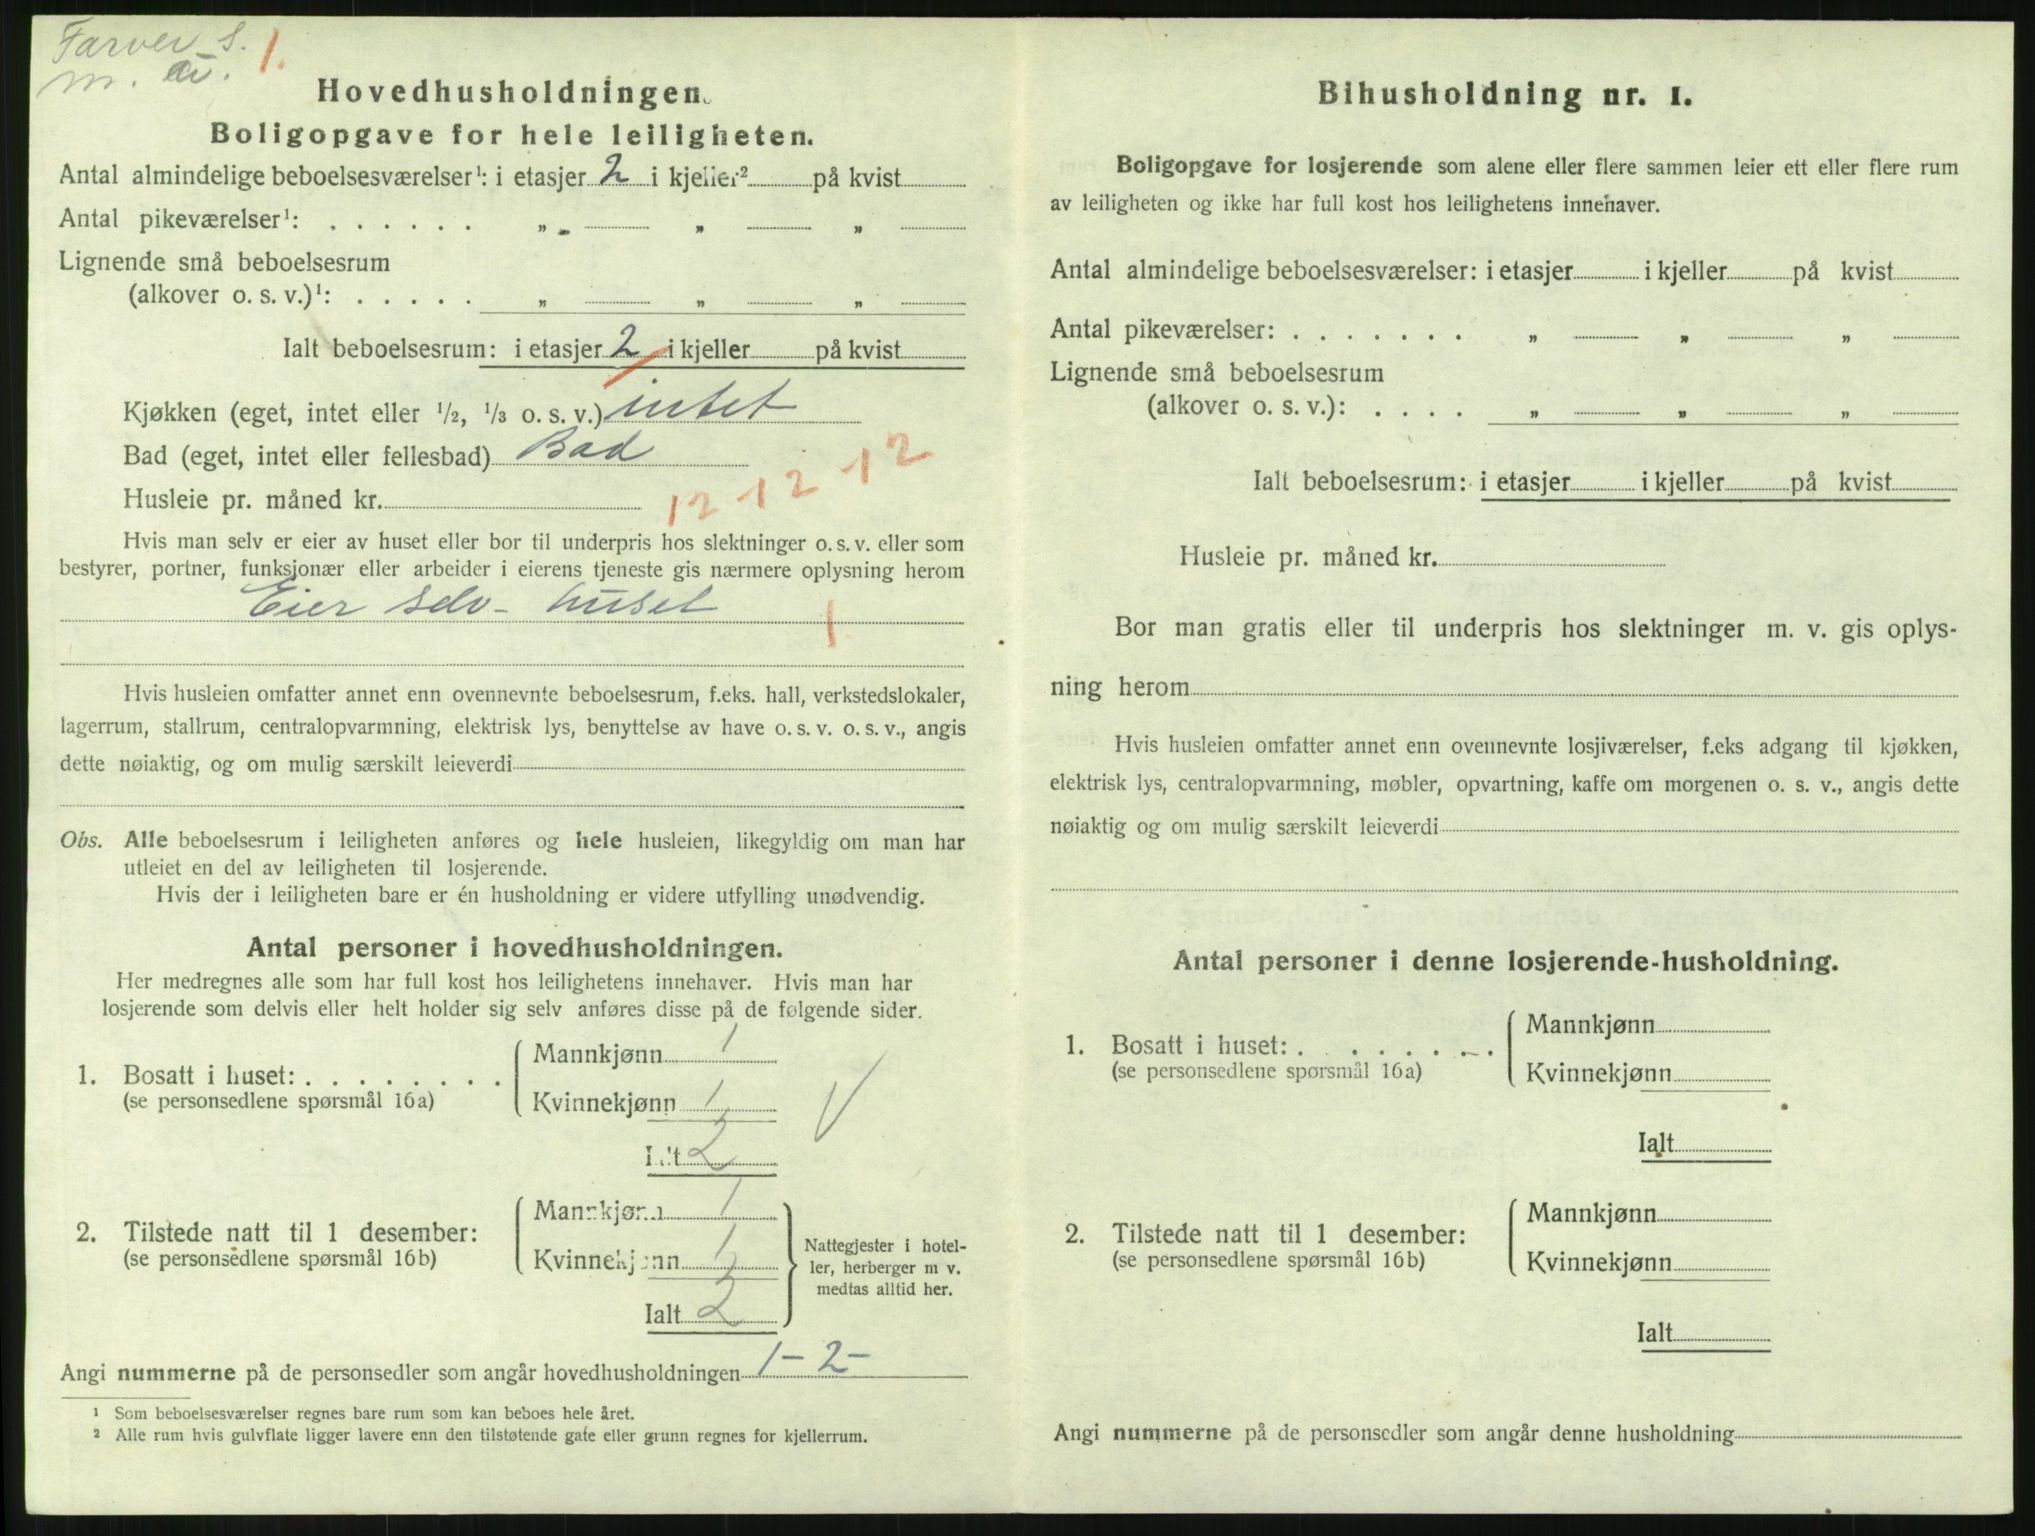 Farver S. 1.
m. av.
Hovedhusholdningen.
Boligopgave for hele leiligheten.
Antal almindelige beboelsesværelser¹: i etasjer 2 i kjeller² på kvist
Antal pikeværelser¹: . . . . . . „ - „ „
Lignende små beboelsesrum
(alkover o. s. v.)¹: . . . . . „ „ „
Ialt beboelsesrum: i etasjer 2 i kjeller på kvist
Kjøkken (eget, intet eller 1/2, 1/3 o. s. v.) intet
Bad (eget, intet eller fellesbad) Bad
Husleie pr. måned kr. 12-12-12
Hvis man selv er eier av huset eller bor til underpris hos slektninger o. s. v. eller som
bestyrer, portner, funksjonær eller arbeider i eierens tjeneste gis nærmere oplysning herom
Eier selv- huset
1
Hvis husleien omfatter annet enn ovennevnte beboelsesrum, f.eks. hall, verkstedslokaler,
lagerrum, stallrum, centralopvarmning, elektrisk lys, benyttelse av have o. s. v. o. s. v., angis
dette nøiaktig, og om mulig særskilt leieverdi
Obs. Alle beboelsesrum i leiligheten anføres og hele husleien, likegyldig om man har
utleiet en del av leiligheten til losjerende.
Hvis der i leiligheten bare er én husholdning er videre utfylling unødvendig.
Antal personer i hovedhusholdningen.
Her medregnes alle som har full kost hos leilighetens innehaver. Hvis man har
losjerende som delvis eller helt holder sig selv anføres disse på de følgende sider.
Mannkjønn 1
1. Bosatt i huset: . . . . . . . .
(se personsedlene spørsmål 16a)
Kvinnekjønn 1
Ialt 2
Mannkjønn 1
2. Tilstede natt til 1 desember:
(se personsedlene spørsmål 16b)
Kvinnekjønn 1
Ialt 2
Nattegjester i hotel-
ler, herberger m v.
medtas alltid her.
Angi nummerne på de personsedler som angår hovedhusholdningen 1-2-
¹ Som beboelsesværelser regnes bare rum som kan beboes hele året.
² Alle rum hvis gulvflate ligger lavere enn den tilstøtende gate eller grunn regnes for kjellerrum.
Bihusholdning nr. 1.
Boligopgave for losjerende som alene eller flere sammen leier ett eller flere rum
av leiligheten og ikke har full kost hos leilighetens innehaver.
Antal almindelige beboelsesværelser: i etasjer i kjeller på kvist
Antal pikeværelser: . . . . . . . „ „ „
Lignende små beboelsesrum
(alkover o. s. v.): . . . . „ „ „
Ialt beboelsesrum: i etasjer i kjeller på kvist
Husleie pr. måned kr.
Bor man gratis eller til underpris hos slektninger m. v. gis oplys-
ning herom
Hvis husleien omfatter annet enn ovennevnte losjiværelser, f.eks adgang til kjøkken,
elektrisk lys, centralopvarmning, møbler, opvartning, kaffe om morgenen o. s. v., angis dette
nøiaktig og om mulig særskilt leieverdi
Antal personer i denne losjerende-husholdning.
Mannkjønn
1. Bosatt i huset: . . . . . . . .
(se personsedlene spørsmål 16a)
Kvinnekjønn
Ialt
Mannkjønn
2. Tilstede natt til 1 desember:
(se personsedlene spørsmål 16b)
Kvinnekjønn
Ialt
Angi nummerne på de personsedler som angår denne husholdning